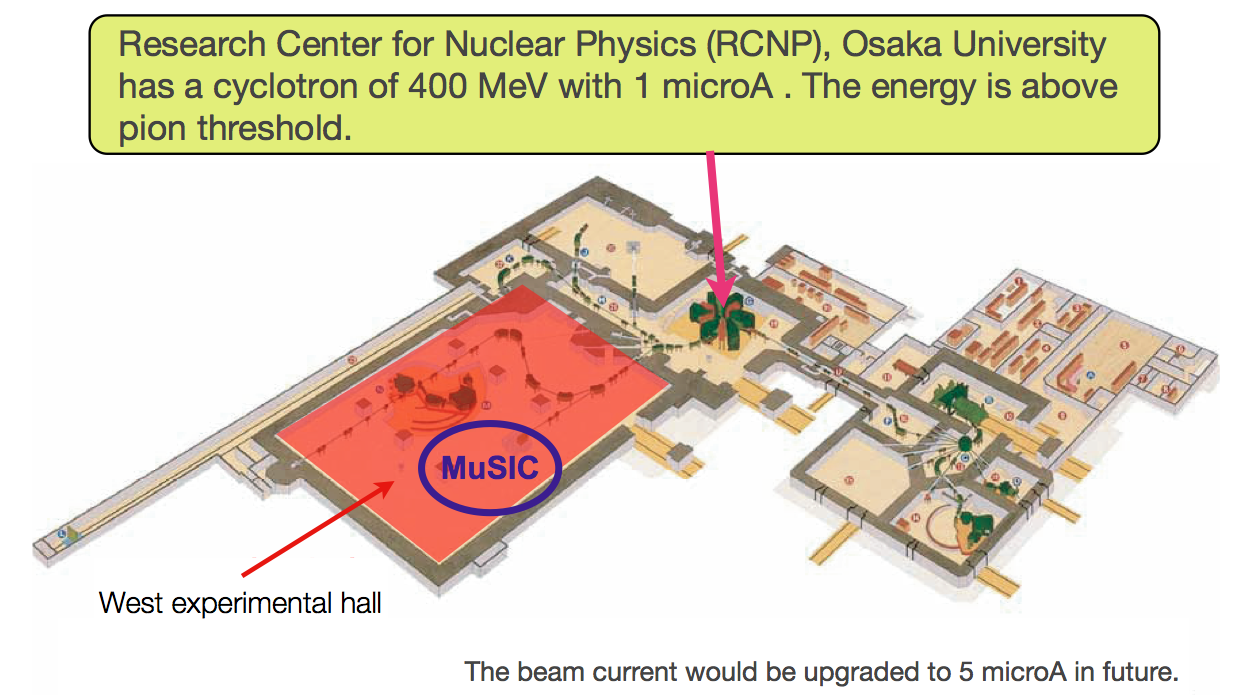 Research Center for Nuclear Physics (RCNP), Osaka University
has a cyclotron of 400 MeV with 1 microA . The energy is above
pion threshold.
MuSIC
West experimental hall
The beam current would be upgraded to 5 microA in future.